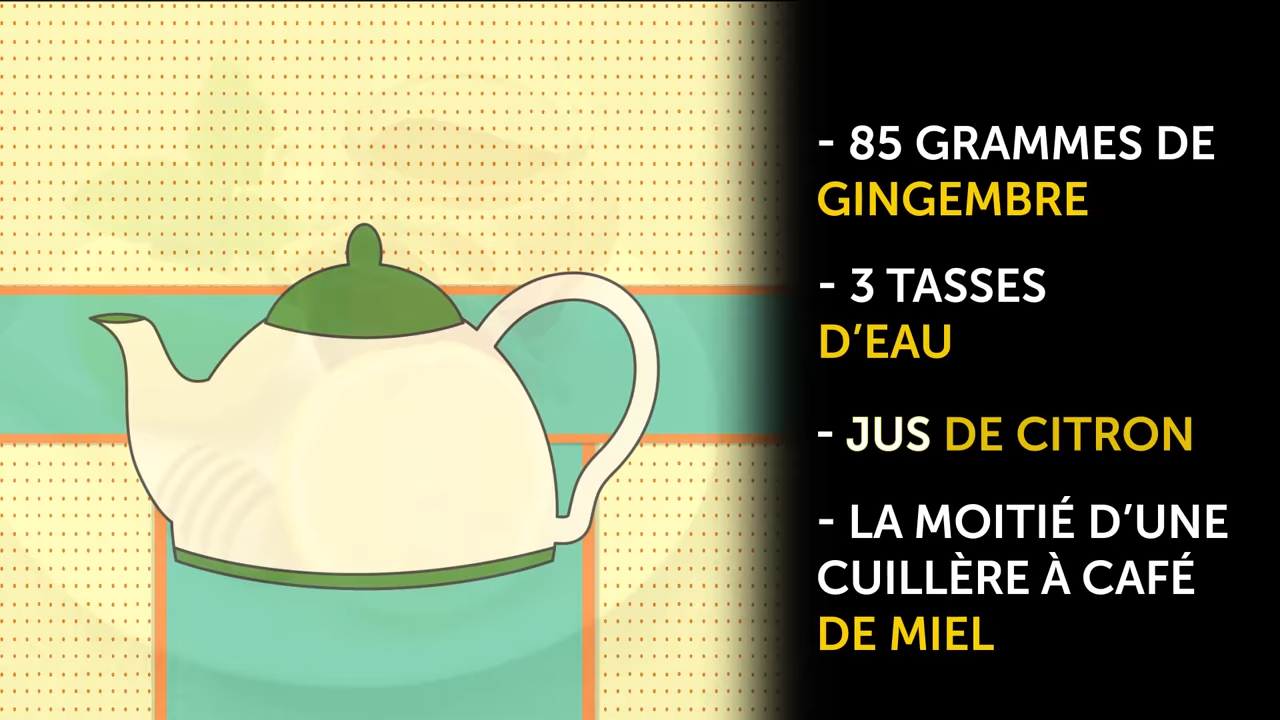 - 85 GRAMMES DE
GINGEMBRE
- 3 TASSES
D’EAU
- JUS DE CITRON
- LA MOITIÉ D’UNE
CUILLÈRE À CAFÉ
DE MIEL